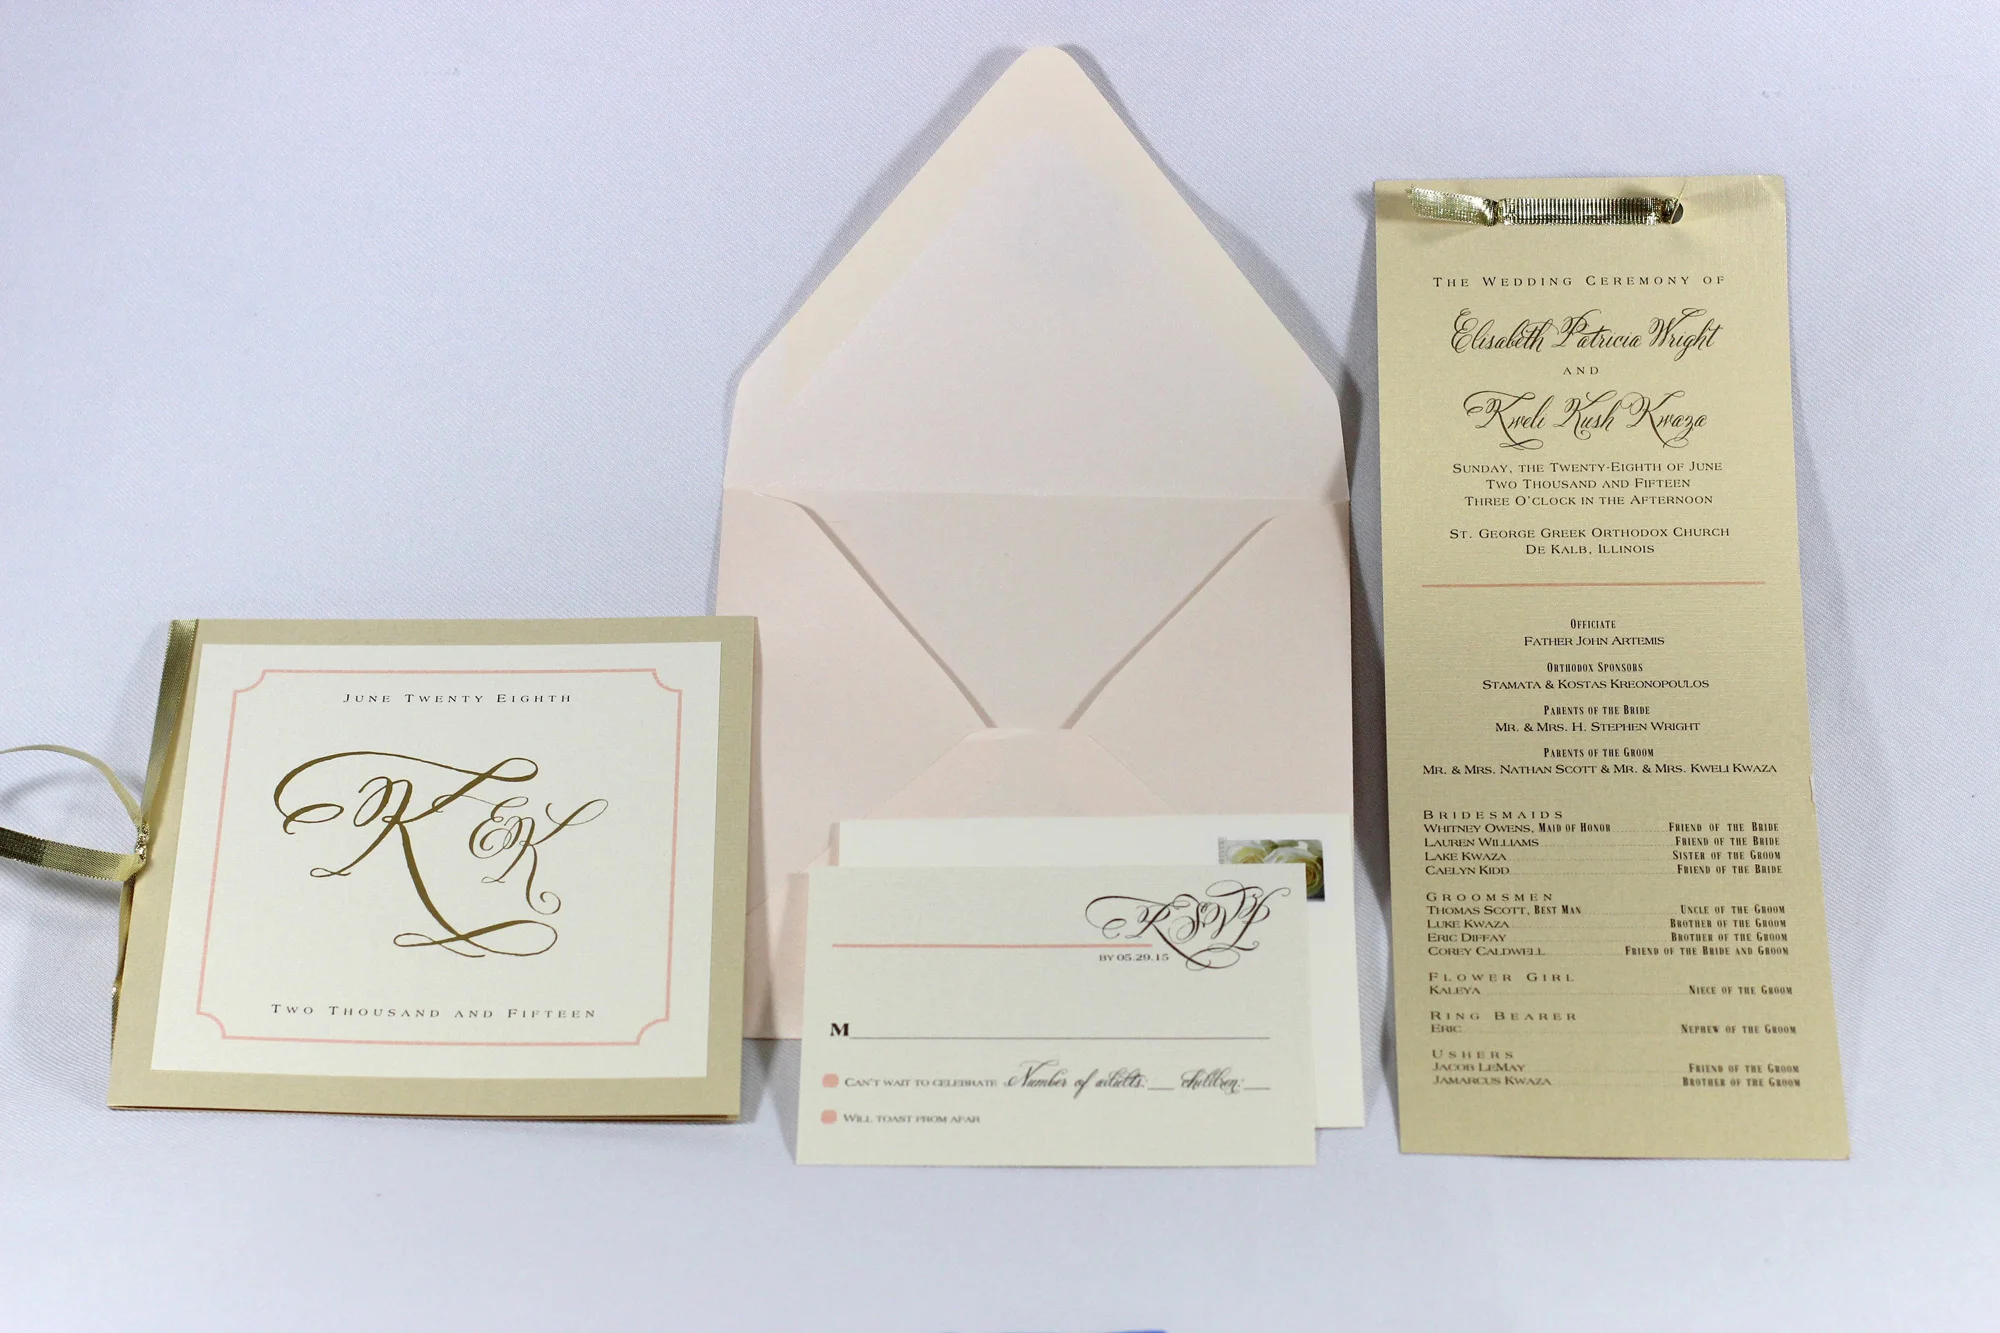 June Twenty Eighth
K EK
Two Thousand and Fifteen
RSVP
by 05.29.15
M
Can't wait to celebrate Number of adults: __ children: __
Will toast from afar
The Wedding Ceremony of
Elisabeth Patricia Wright
and
Kweli Kush Kwaza
Sunday, the Twenty-Eighth of June
Two Thousand and Fifteen
Three O'clock in the Afternoon
St. George Greek Orthodox Church
De Kalb, Illinois
Officiate
Father John Artemis
Orthodox Sponsors
Stamata & Kostas Kreonopoulos
Parents of the Bride
Mr. & Mrs. H. Stephen Wright
Parents of the Groom
Mr. & Mrs. Nathan Scott & Mr. & Mrs. Kweli Kwaza
Bridesmaids
Whitney Owens, Maid of Honor Friend of the Bride
Lauren Williams Friend of the Bride
Lake Kwaza Sister of the Groom
Caelyn Kidd Friend of the Bride
Groomsmen
Thomas Scott, Best Man Uncle of the Groom
Luke Kwaza Brother of the Groom
Eric Diffay Brother of the Groom
Corey Caldwell Friend of the Bride and Groom
Flower Girl
Kaleya Niece of the Groom
Ring Bearer
Eric Nephew of the Groom
Ushers
Jacob LeMay Friend of the Groom
Jamarcus Kwaza Brother of the Groom